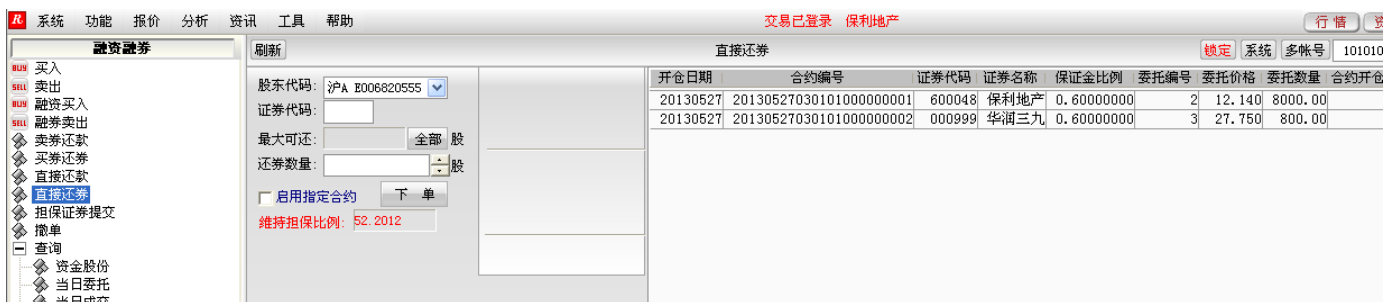 R 系统 功能 报价 分析 资讯 工具 帮助 交易已登录 保利地产 行情
融资融券 刷新 直接还券 锁定 系统 多帐号 101010
BUY 买入
SELL 卖出
BUY 融资买入
SELL 融券卖出
卖券还款
买券还券
直接还款
直接还券
担保证券提交
撤单
查询
资金股份
当日委托
当日成交
股东代码: 沪A E006820555
证券代码:
最大可还: 全部 股
还券数量: 股
启用指定合约 下 单
维持担保比例: 52.2012
开仓日期 合约编号 证券代码 证券名称 保证金比例 委托编号 委托价格 委托数量 合约开仓
20130527 20130527030101000000001 600048 保利地产 0.60000000 2 12.140 8000.00
20130527 20130527030101000000002 000999 华润三九 0.60000000 3 27.750 800.00